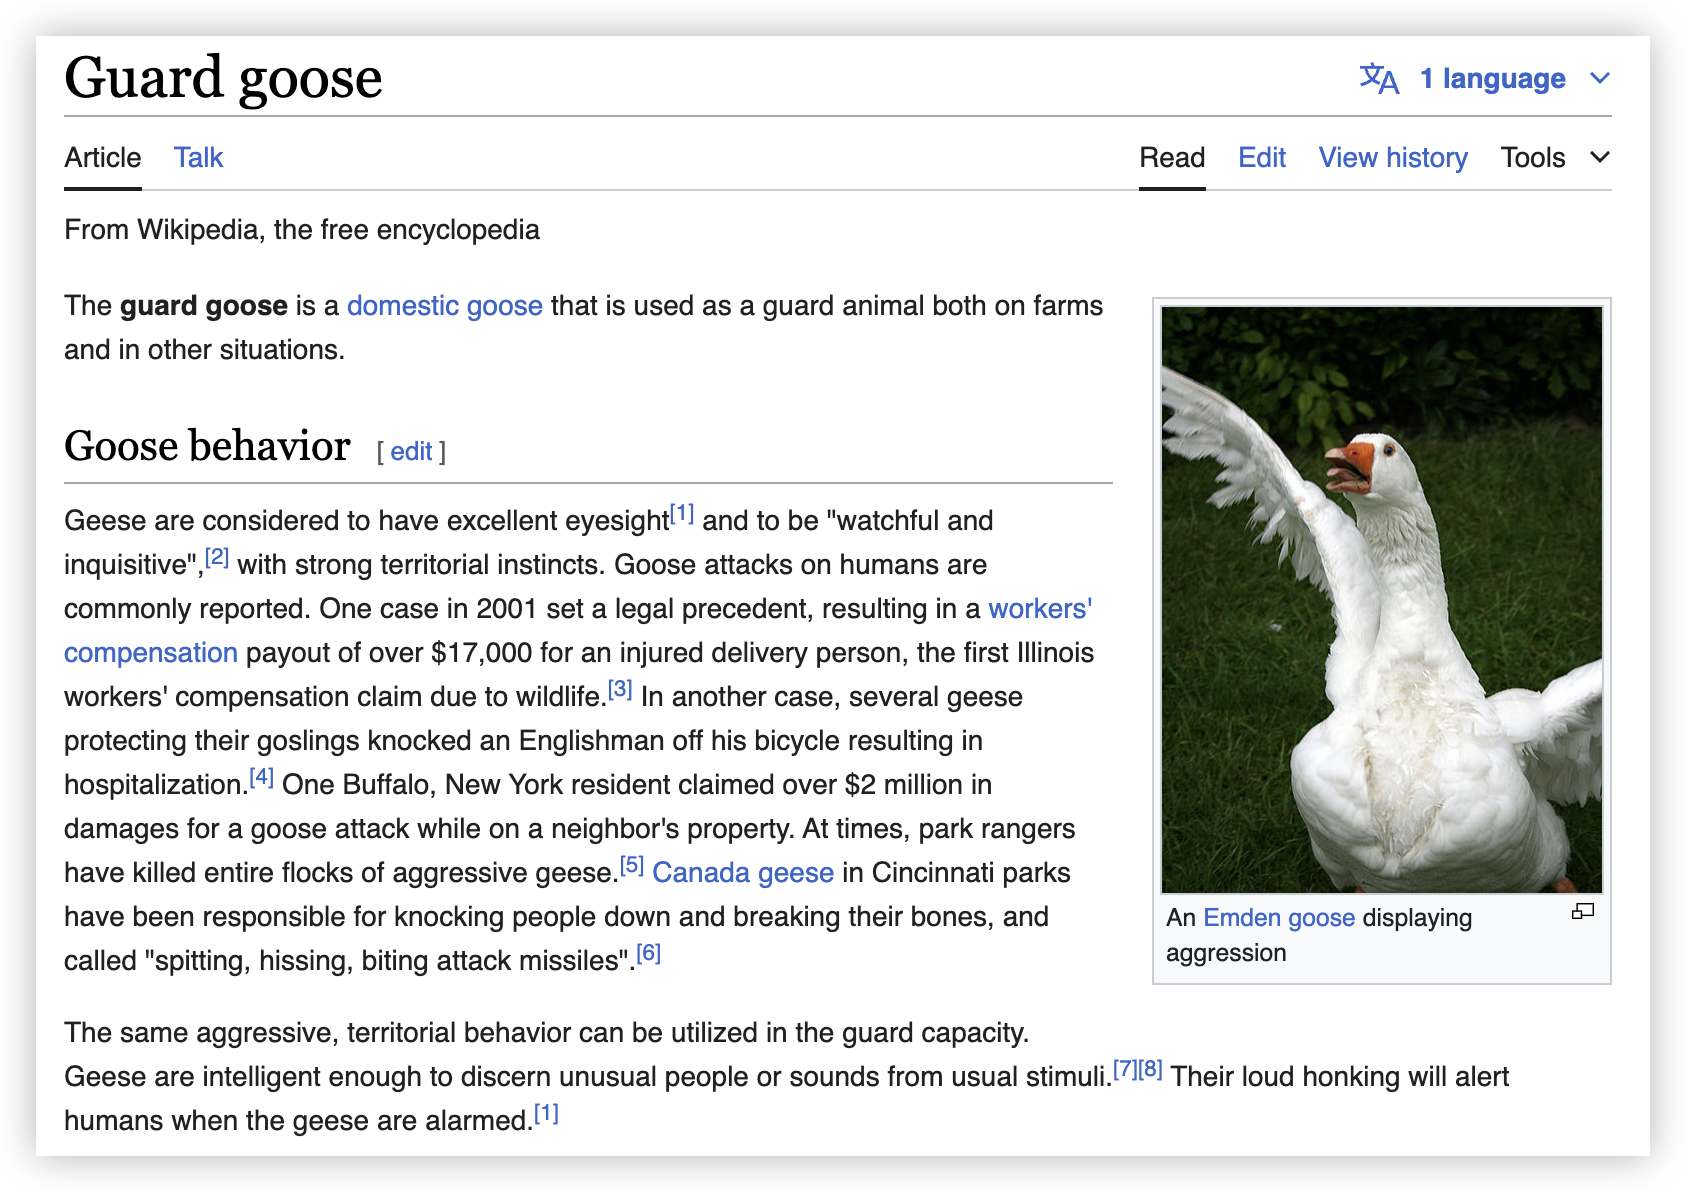 Guard goose
文A 1 language
Article Talk Read Edit View history Tools
From Wikipedia, the free encyclopedia
The guard goose is a domestic goose that is used as a guard animal both on farms
and in other situations.
Goose behavior [ edit ]
Geese are considered to have excellent eyesight[1] and to be "watchful and
inquisitive",[2] with strong territorial instincts. Goose attacks on humans are
commonly reported. One case in 2001 set a legal precedent, resulting in a workers'
compensation payout of over $17,000 for an injured delivery person, the first Illinois
workers' compensation claim due to wildlife.[3] In another case, several geese
protecting their goslings knocked an Englishman off his bicycle resulting in
hospitalization.[4] One Buffalo, New York resident claimed over $2 million in
damages for a goose attack while on a neighbor's property. At times, park rangers
have killed entire flocks of aggressive geese.[5] Canada geese in Cincinnati parks
have been responsible for knocking people down and breaking their bones, and
called "spitting, hissing, biting attack missiles".[6]
An Emden goose displaying
aggression
The same aggressive, territorial behavior can be utilized in the guard capacity.
Geese are intelligent enough to discern unusual people or sounds from usual stimuli.[7][8] Their loud honking will alert
humans when the geese are alarmed.[1]